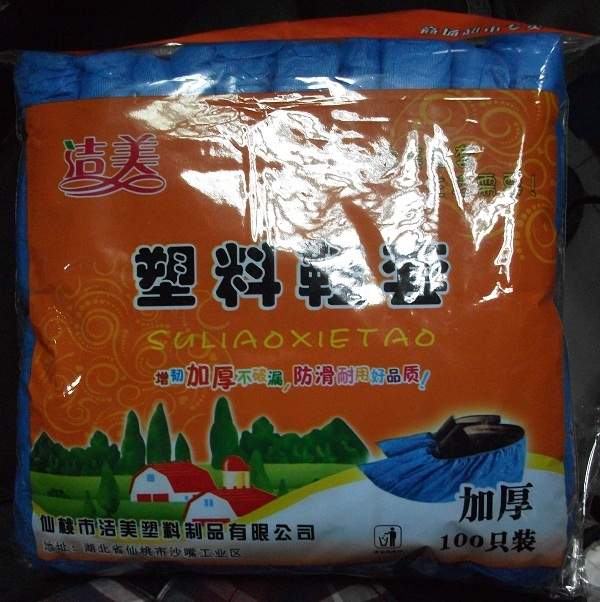 洁美
塑料鞋套
SULIAOXIETAO
增韧加厚不破漏,防滑耐用好品质!
加厚
100只装
仙桃市洁美塑料制品有限公司
地址:湖北省仙桃市沙嘴工业区